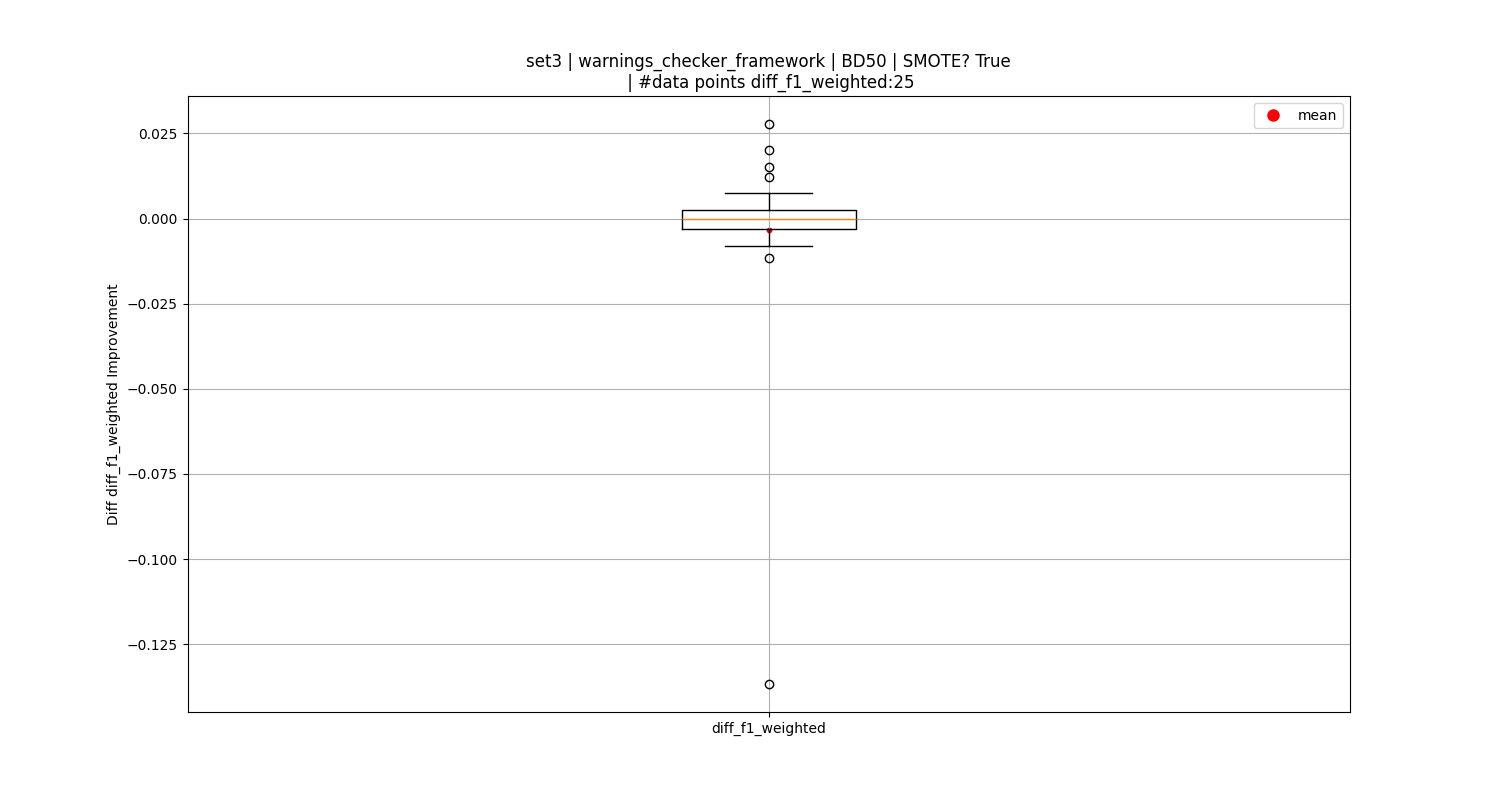 set3 | warnings_checker_framework | BD50 | SMOTE? True
| #data points diff_f1_weighted:25
mean
0.025
0.000
−0.025
−0.050
−0.075
−0.100
−0.125
Diff diff_f1_weighted Improvement
diff_f1_weighted